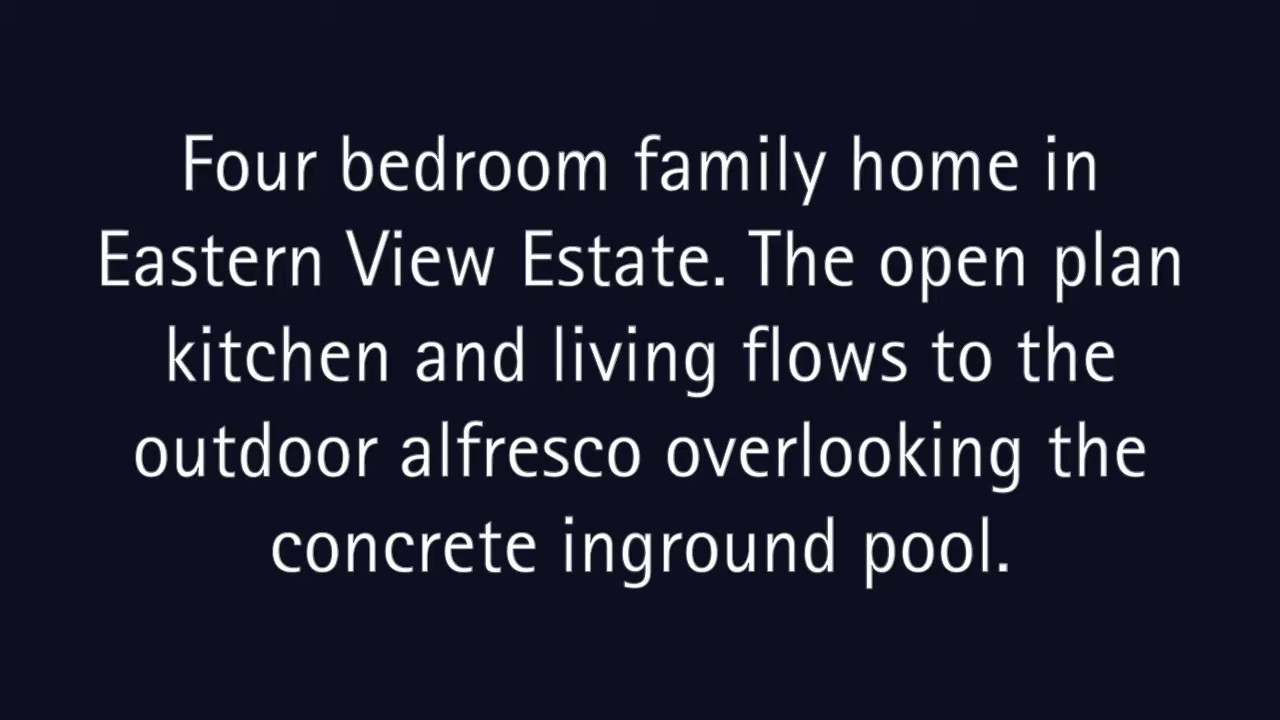 Four bedroom family home in
Eastern View Estate. The open plan
kitchen and living flows to the
outdoor alfresco overlooking the
concrete inground pool.